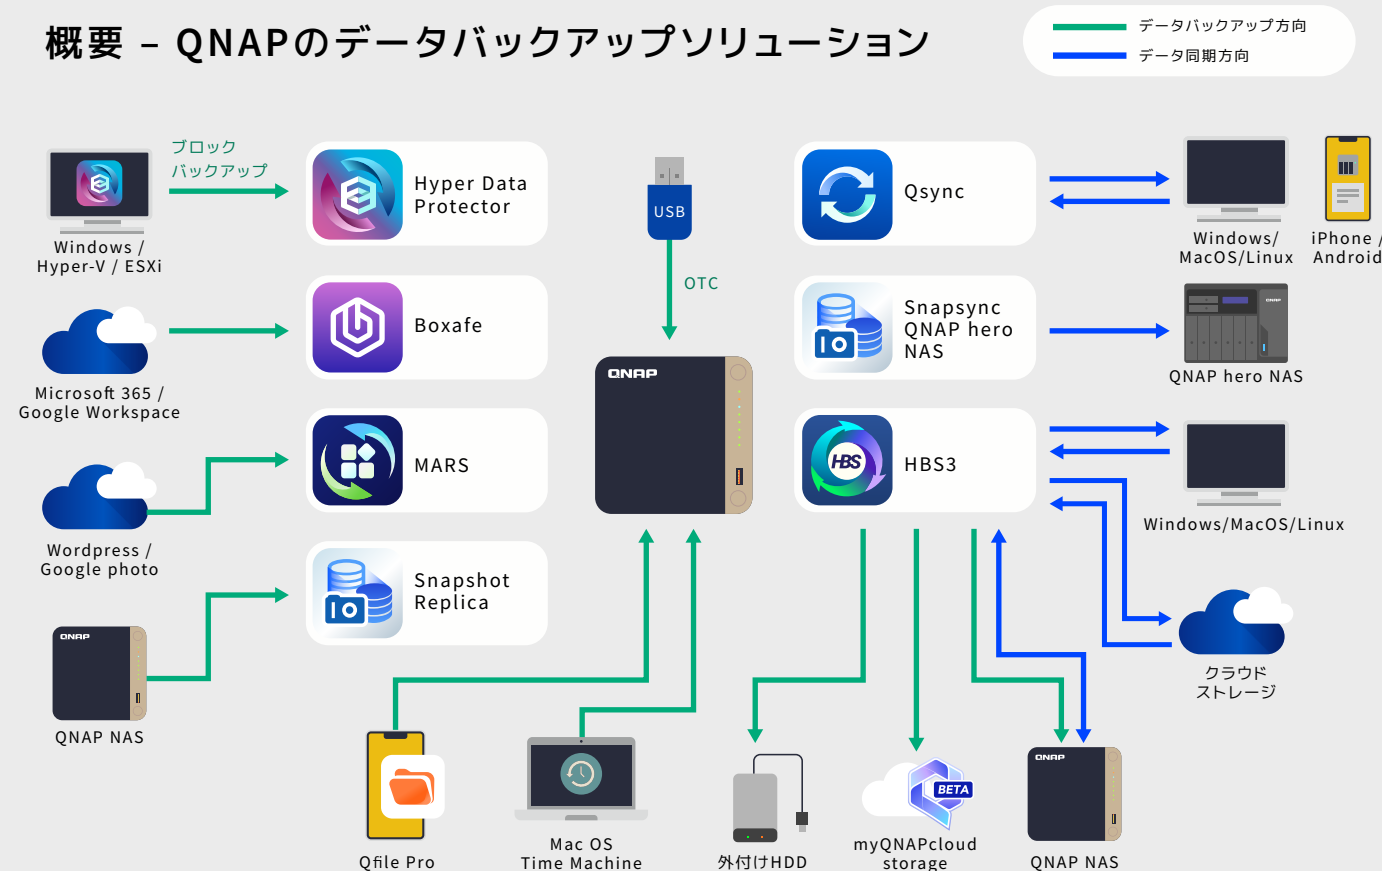 概要 – QNAPのデータバックアップソリューション
データバックアップ方向
データ同期方向
ブロック
バックアップ
Windows /
Hyper-V / ESXi
Hyper Data
Protector
USB
OTC
Qsync
Windows/
MacOS/Linux
iPhone /
Android
Microsoft 365 /
Google Workspace
Boxafe
Snapsync
QNAP hero
NAS
QNAP
QNAP hero NAS
QNAP
Wordpress /
Google photo
MARS
HBS
HBS3
Windows/MacOS/Linux
QNAP
QNAP NAS
Snapshot
Replica
クラウド
ストレージ
Qfile Pro
Mac OS
Time Machine
外付けHDD
BETA
myQNAPcloud
storage
QNAP
QNAP NAS